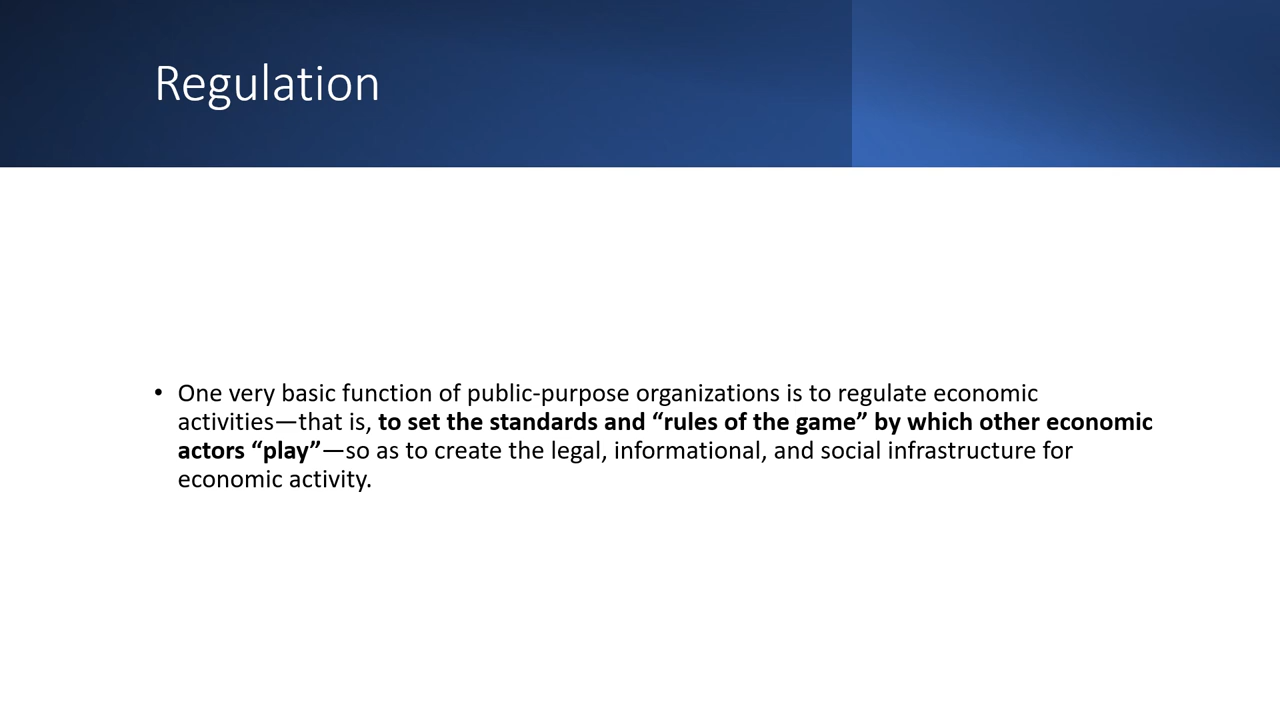 Regulation
• One very basic function of public-purpose organizations is to regulate economic
activities—that is, to set the standards and “rules of the game” by which other economic
actors “play”—so as to create the legal, informational, and social infrastructure for
economic activity.